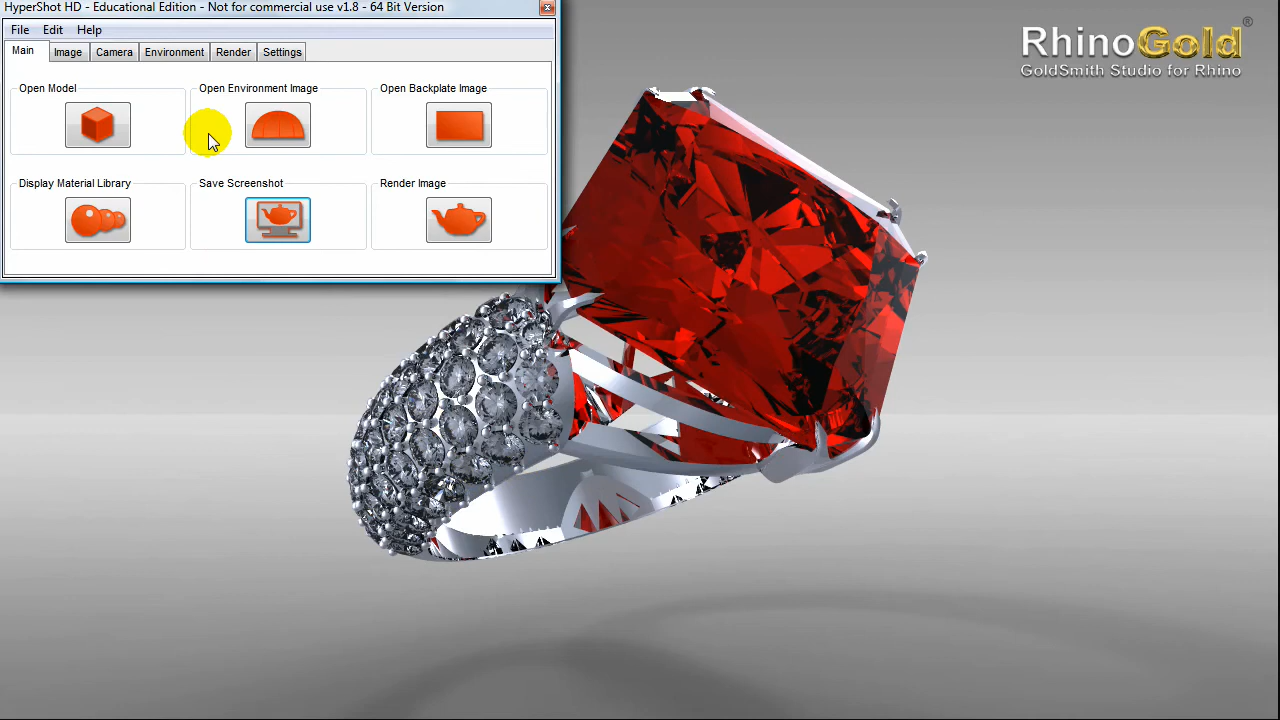 HyperShot HD - Educational Edition - Not for commercial use v1.8 - 64 Bit Version
File Edit Help
Main Image Camera Environment Render Settings
Open Model Open Environment Image Open Backplate Image
Display Material Library Save Screenshot Render Image
RhinoGold®
GoldSmith Studio for Rhino